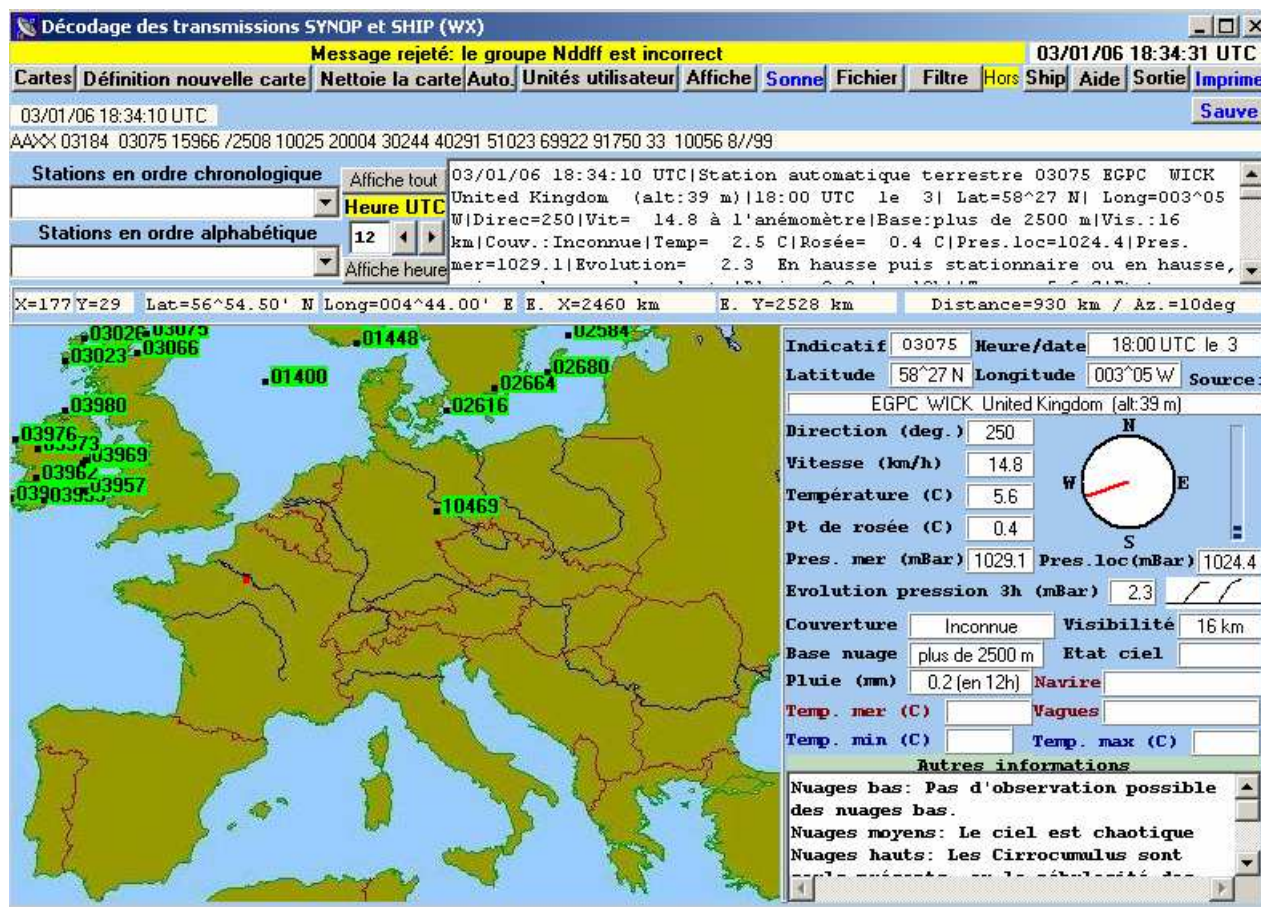 Décodage des transmissions SYNOP et SHIP (WX)
Message rejeté: le groupe Nddff est incorrect
03/01/06 18:34:31 UTC
Cartes Définition nouvelle carte Nettoie la carte Auto. Unités utilisateur Affiche Sonne Fichier Filtre Hors Ship Aide Sortie Imprime
03/01/06 18:34:10 UTC
Sauve
AAXX 03184 03075 15966 /2508 10025 20004 30244 40291 51023 69922 91750 33 10056 8//99
Stations en ordre chronologique
Stations en ordre alphabétique
Affiche tout
Heure UTC
12
Affiche heure
03/01/06 18:34:10 UTC|Station automatique terrestre 03075 EGPC WICK
United Kingdom (alt:39 m)|18:00 UTC le 3| Lat=58^27 N| Long=003^05
W|Direc=250|Vit= 14.8 à l'anémomètre|Base:plus de 2500 m|Vis.:16
km|Couv.:Inconnue|Temp= 2.5 C|Rosée= 0.4 C|Pres.loc=1024.4|Pres.
mer=1029.1|Evolution= 2.3 En hausse puis stationnaire ou en hausse,
X=177 Y=29 Lat=56^54.50' N Long=004^44.00' E E. X=2460 km E. Y=2528 km Distance=930 km / Az.=10deg
03026 03075
03023 03066
01448
02584
01400
02680
02664
03980
02616
03976
03969
03962
03957
10469
Indicatif 03075 Heure/date 18:00 UTC le 3
Latitude 58^27 N Longitude 003^05 W Source:
EGPC WICK United Kingdom (alt:39 m)
Direction (deg.) 250
Vitesse (km/h) 14.8
Température (C) 5.6
Pt de rosée (C) 0.4
N
W E
S
Pres. mer (mBar) 1029.1 Pres.loc(mBar) 1024.4
Evolution pression 3h (mBar) 2.3
Couverture Inconnue Visibilité 16 km
Base nuage plus de 2500 m Etat ciel
Pluie (mm) 0.2 (en 12h) Navire
Temp. mer (C) Vagues
Temp. min (C) Temp. max (C)
Autres informations
Nuages bas: Pas d'observation possible
des nuages bas.
Nuages moyens: Le ciel est chaotique
Nuages hauts: Les Cirrocumulus sont